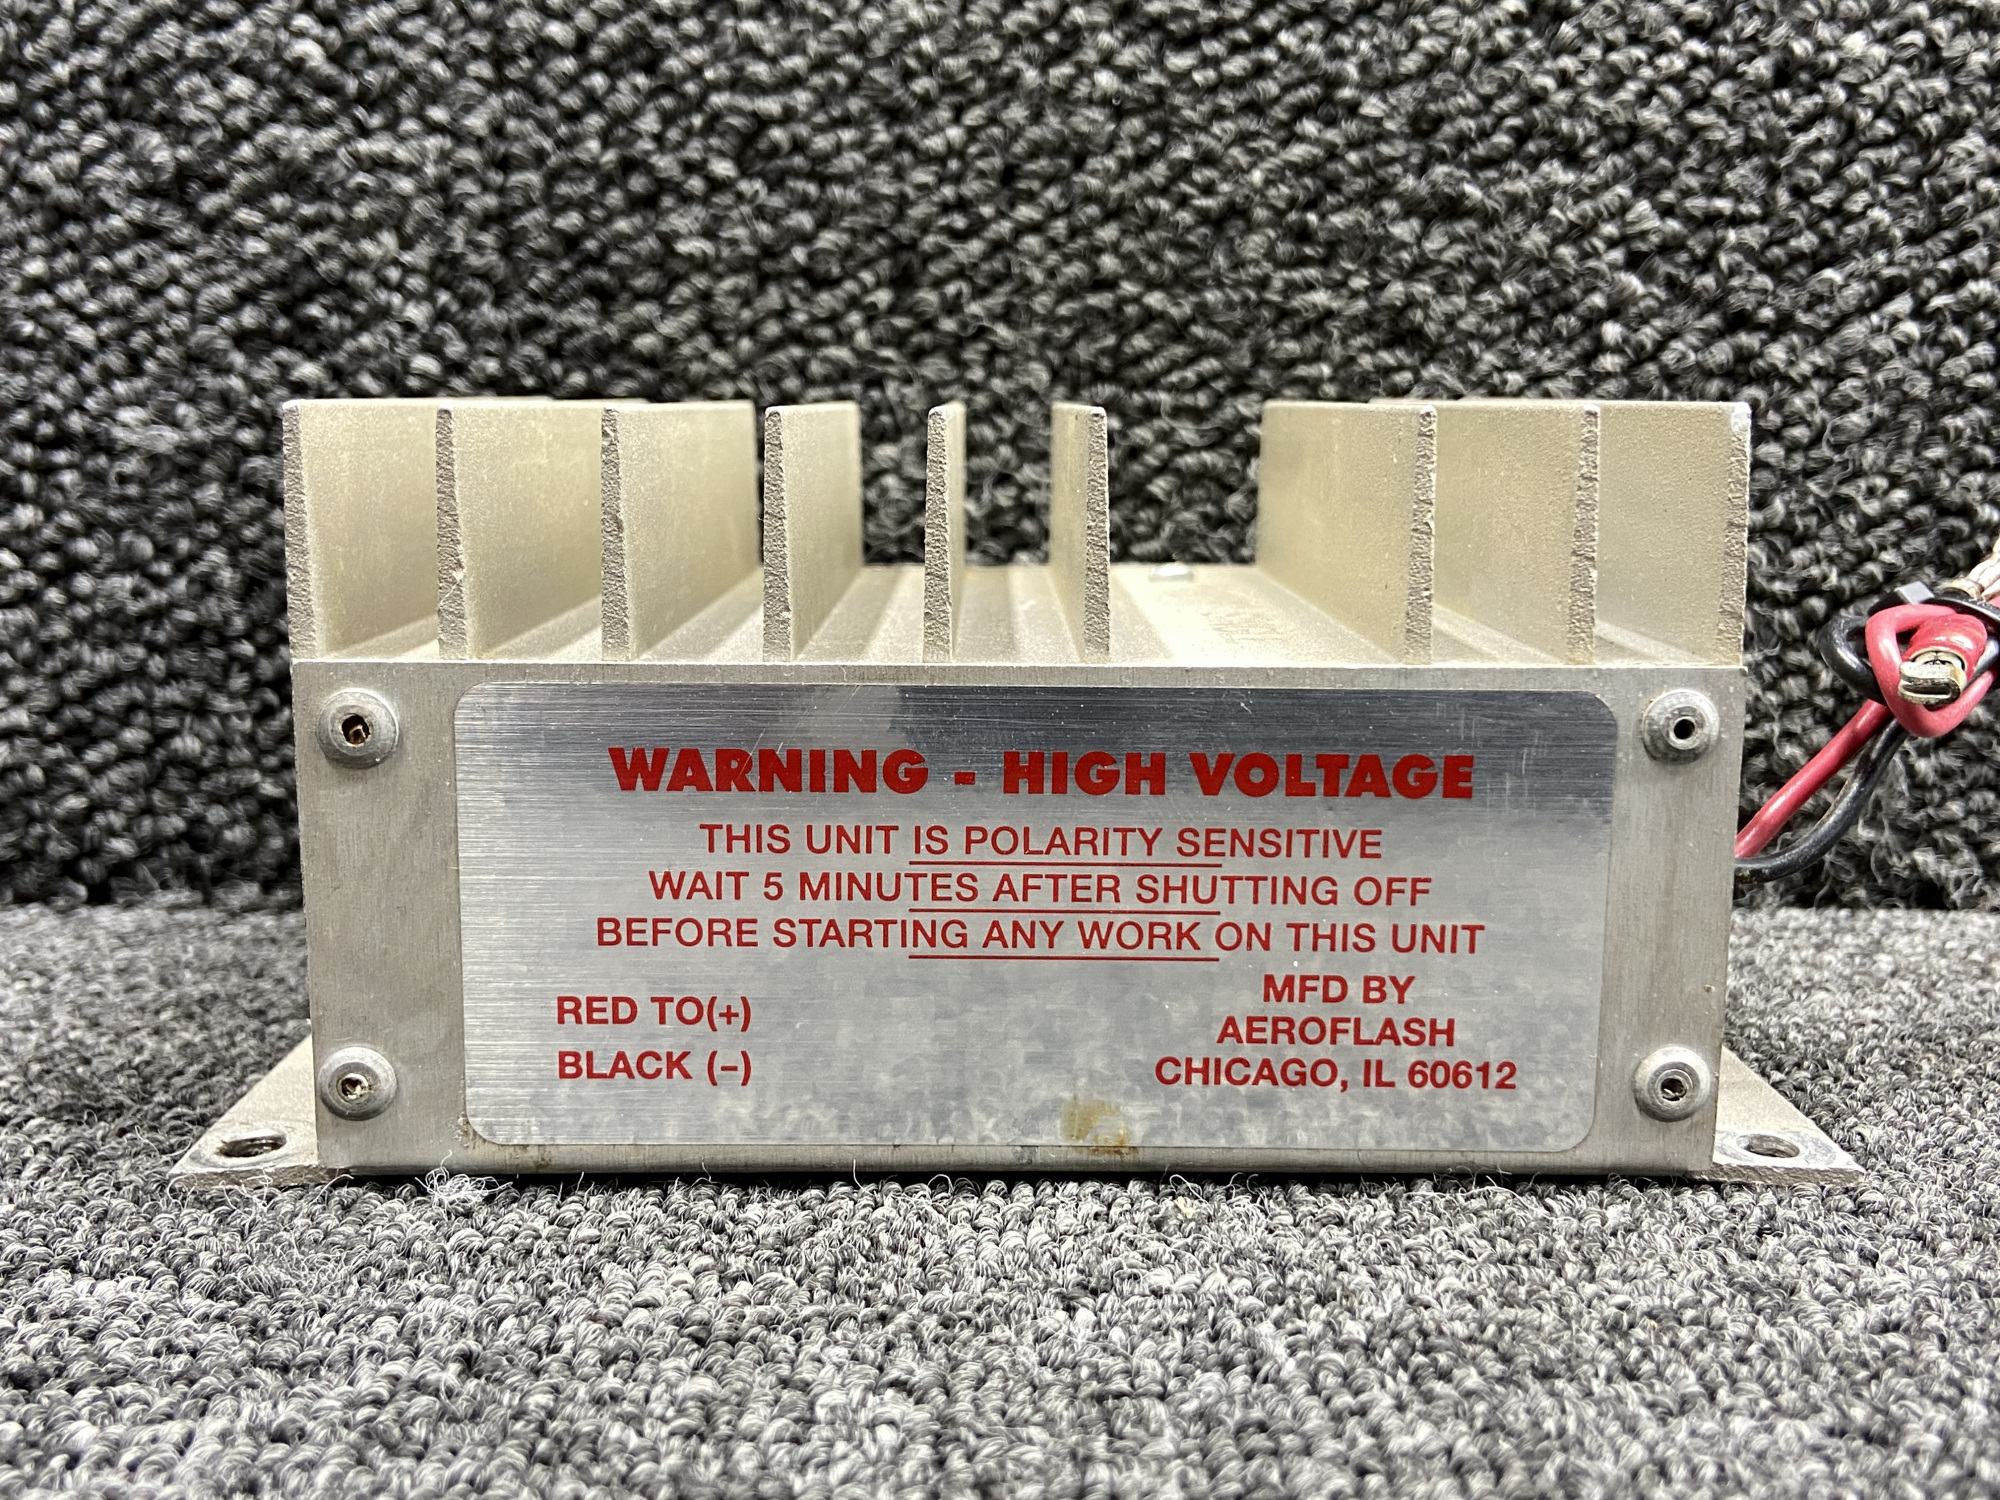 WARNING - HIGH VOLTAGE
THIS UNIT IS POLARITY SENSITIVE
WAIT 5 MINUTES AFTER SHUTTING OFF
BEFORE STARTING ANY WORK ON THIS UNIT
RED TO(+)
BLACK (-)
MFD BY
AEROFLASH
CHICAGO, IL 60612